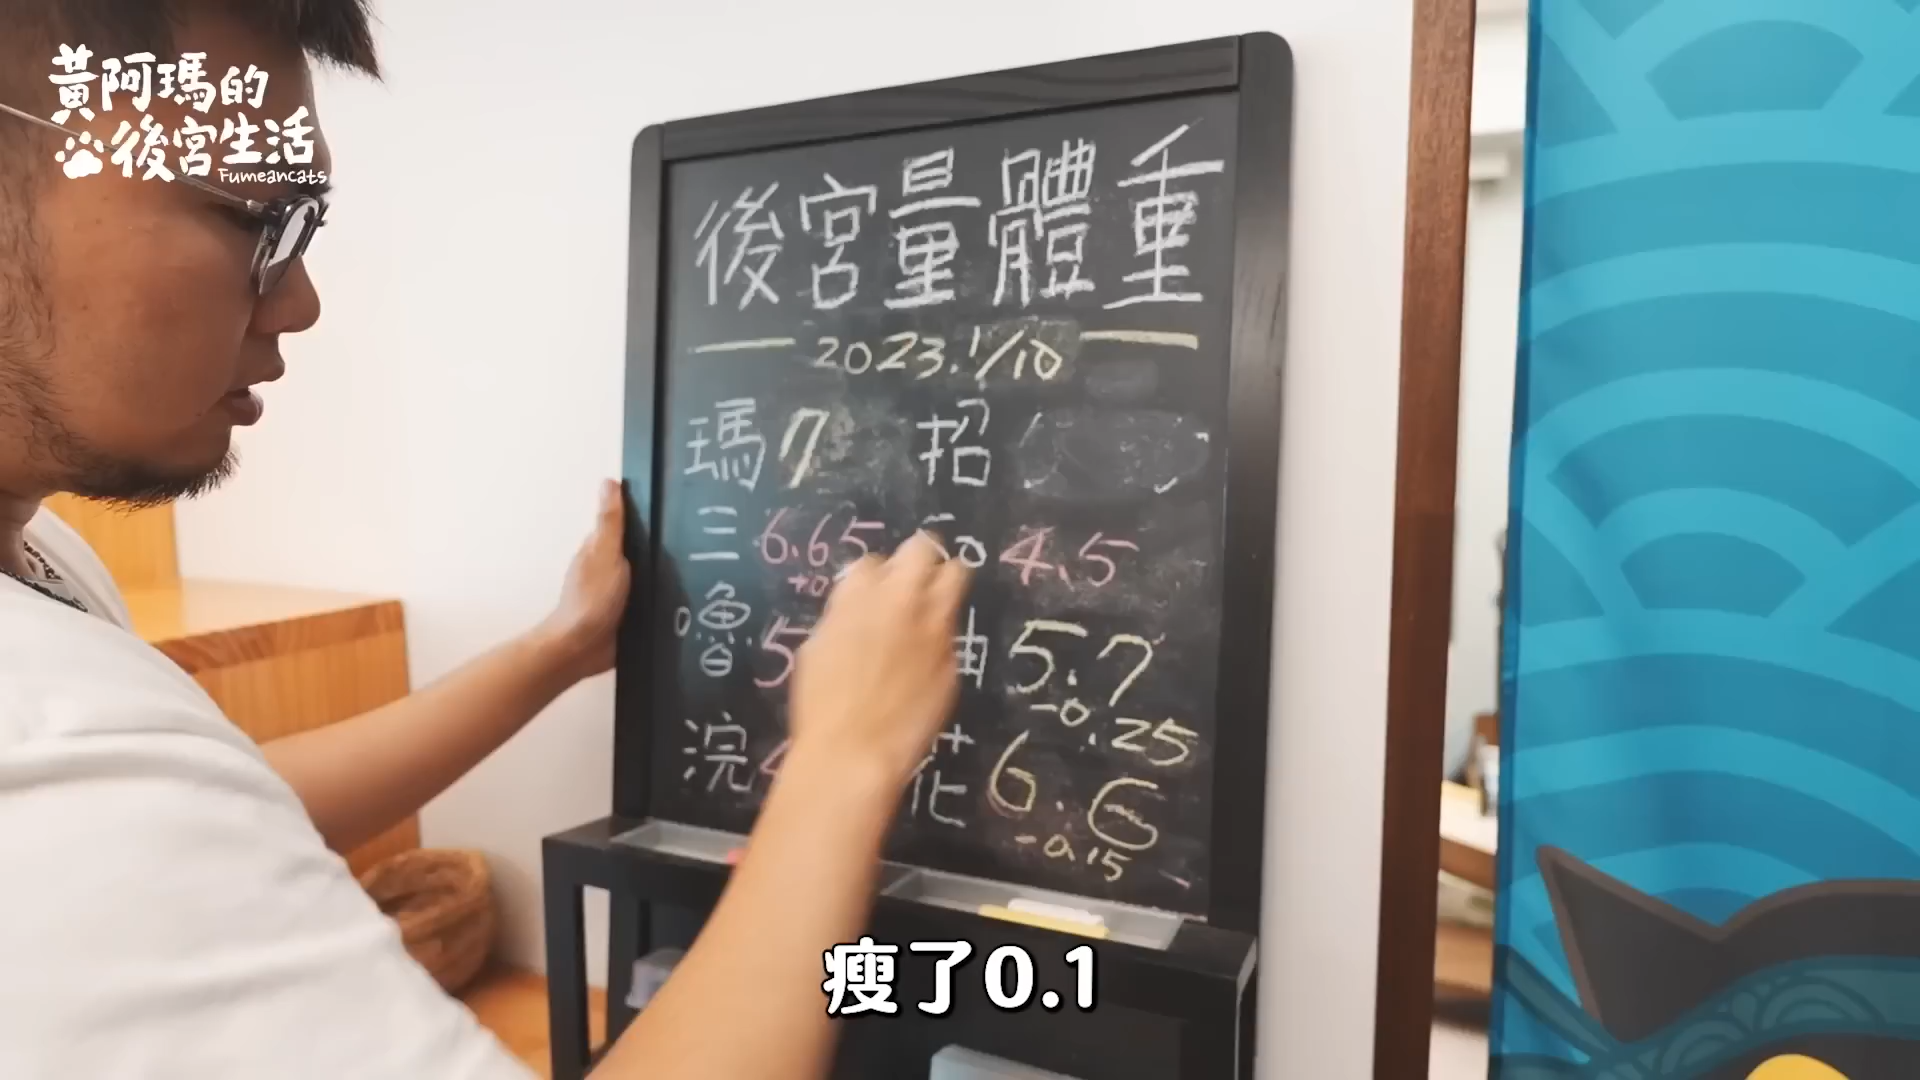 黃阿瑪的
後宮生活
Fumeancats
後宮量體重
2023.1/10
瑪 7 招
三 6.65 4.5
嚕 5 5.7
-0.25
浣 花 6.6
-0.15
瘦了0.1